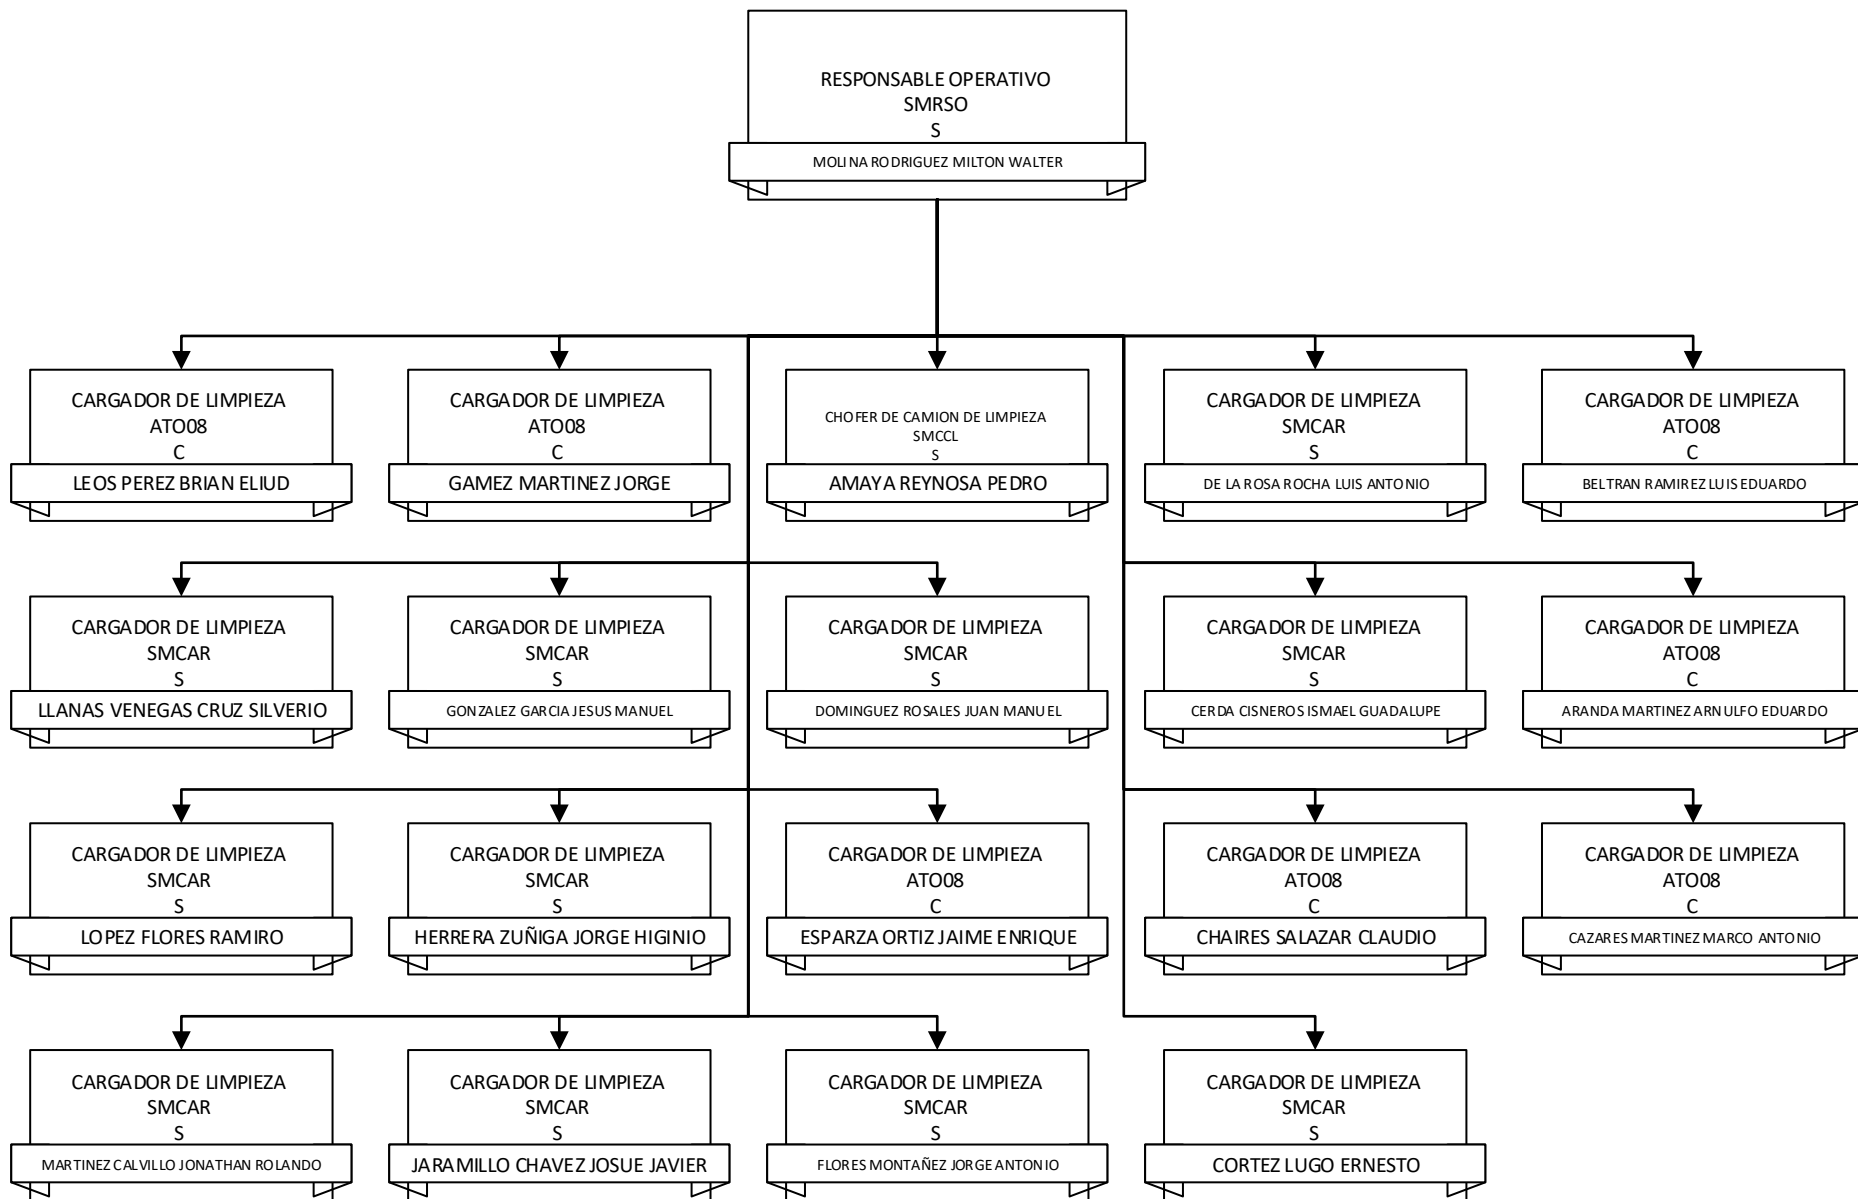 RESPONSABLE OPERATIVO
SMRSO
S
MOLINA RODRIGUEZ MILTON WALTER
CARGADOR DE LIMPIEZA
ATO08
C
LEOS PEREZ BRIAN ELIUD
CARGADOR DE LIMPIEZA
ATO08
C
GAMEZ MARTINEZ JORGE
CHOFER DE CAMION DE LIMPIEZA
SMCCL
S
AMAYA REYNOSA PEDRO
CARGADOR DE LIMPIEZA
SMCAR
S
DE LA ROSA ROCHA LUIS ANTONIO
CARGADOR DE LIMPIEZA
ATO08
C
BELTRAN RAMIREZ LUIS EDUARDO
CARGADOR DE LIMPIEZA
SMCAR
S
LLANAS VENEGAS CRUZ SILVERIO
CARGADOR DE LIMPIEZA
SMCAR
S
GONZALEZ GARCIA JESUS MANUEL
CARGADOR DE LIMPIEZA
SMCAR
S
DOMINGUEZ ROSALES JUAN MANUEL
CARGADOR DE LIMPIEZA
SMCAR
S
CERDA CISNEROS ISMAEL GUADALUPE
CARGADOR DE LIMPIEZA
ATO08
C
ARANDA MARTINEZ ARNULFO EDUARDO
CARGADOR DE LIMPIEZA
SMCAR
S
LOPEZ FLORES RAMIRO
CARGADOR DE LIMPIEZA
SMCAR
S
HERRERA ZUÑIGA JORGE HIGINIO
CARGADOR DE LIMPIEZA
ATO08
C
ESPARZA ORTIZ JAIME ENRIQUE
CARGADOR DE LIMPIEZA
ATO08
C
CHAIRES SALAZAR CLAUDIO
CARGADOR DE LIMPIEZA
ATO08
C
CAZARES MARTINEZ MARCO ANTONIO
CARGADOR DE LIMPIEZA
SMCAR
S
MARTINEZ CALVILLO JONATHAN ROLANDO
CARGADOR DE LIMPIEZA
SMCAR
S
JARAMILLO CHAVEZ JOSUE JAVIER
CARGADOR DE LIMPIEZA
SMCAR
S
FLORES MONTAÑEZ JORGE ANTONIO
CARGADOR DE LIMPIEZA
SMCAR
S
CORTEZ LUGO ERNESTO